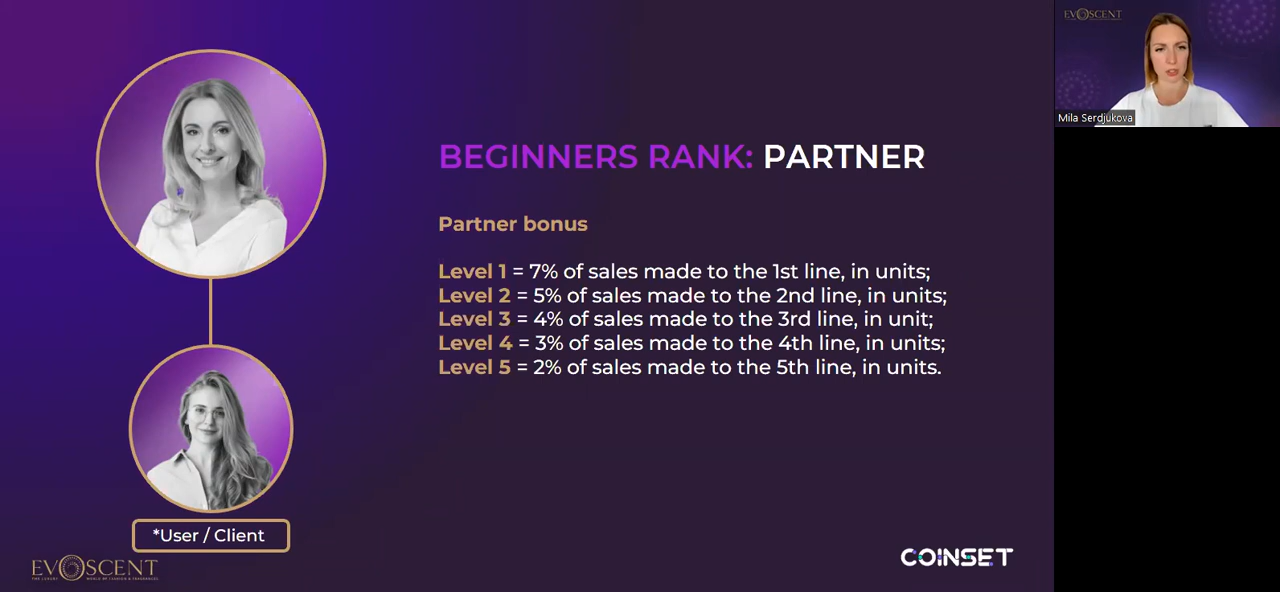 EVOSCENT
Mila Serdjukova
BEGINNERS RANK: PARTNER
Partner bonus
Level 1 = 7% of sales made to the 1st line, in units;
Level 2 = 5% of sales made to the 2nd line, in units;
Level 3 = 4% of sales made to the 3rd line, in unit;
Level 4 = 3% of sales made to the 4th line, in units;
Level 5 = 2% of sales made to the 5th line, in units.
*User / Client
EVOSCENT
COINSET